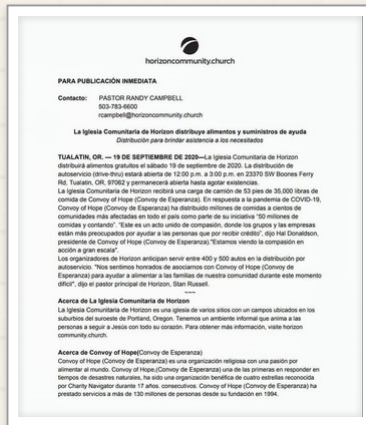 horizoncommunity.church
PARA PUBLICACIÓN INMEDIATA
Contacto: PASTOR RANDY CAMPBELL
503-783-6600
rcampbell@horizoncommunity.church
La Iglesia Comunitaria de Horizon distribuye alimentos y suministros de ayuda
Distribución para brindar asistencia a los necesitados
TUALATIN, OR. — 19 DE SEPTIEMBRE DE 2020—La Iglesia Comunitaria de Horizon
distribuirá alimentos gratuitos el sábado 19 de septiembre de 2020. La distribución de
autoservicio (drive-thru) estará abierta de 12:00 p.m. a 3:00 p.m. en 23370 SW Boones Ferry
Rd, Tualatin, OR, 97062 y permanecerá abierta hasta agotar existencias.
La Iglesia Comunitaria de Horizon recibirá una carga de camión de 53 pies de 35,000 libras de
comida de Convoy of Hope (Convoy de Esperanza). En respuesta a la pandemia de COVID-19,
Convoy of Hope (Convoy de Esperanza) ha distribuido millones de comidas a cientos de
comunidades más afectadas en todo el país como parte de su iniciativa "50 millones de
comidas y contando". "Este es un acto unido de compasión, donde los grupos y las empresas
están más preocupados por ayudar a las personas que por recibir crédito", dijo Hal Donaldson,
presidente de Convoy of Hope (Convoy de Esperanza)."Estamos viendo la compasión en
acción a gran escala".
Los organizadores de Horizon anticipan servir entre 400 y 500 autos en la distribución por
autoservicio. "Nos sentimos honrados de asociarnos con Convoy of Hope (Convoy de
Esperanza) para ayudar a alimentar a las familias de nuestra comunidad durante este momento
difícil", dijo el pastor principal de Horizon, Stan Russell.
~~~
Acerca de La Iglesia Comunitaria de Horizon
La Iglesia Comunitaria de Horizon es una iglesia de varios sitios con un campus ubicados en los
suburbios del suroeste de Portland, Oregon. Tenemos un ambiente informal que anima a las
personas a seguir a Jesús con todo su corazón. Para obtener más información, visite horizon
community.church.
Acerca de Convoy of Hope(Convoy de Esperanza)
Convoy of Hope (Convoy de Esperanza) es una organización religiosa con una pasión por
alimentar al mundo. Convoy of Hope,(Convoy de Esperanza) una de las primeras en responder en
tiempos de desastres naturales, ha sido una organización benéfica de cuatro estrellas reconocida
por Charity Navigator durante 17 años. consecutivos. Convoy of Hope (Convoy de Esperanza) ha
prestado servicios a más de 130 millones de personas desde su fundación en 1994.